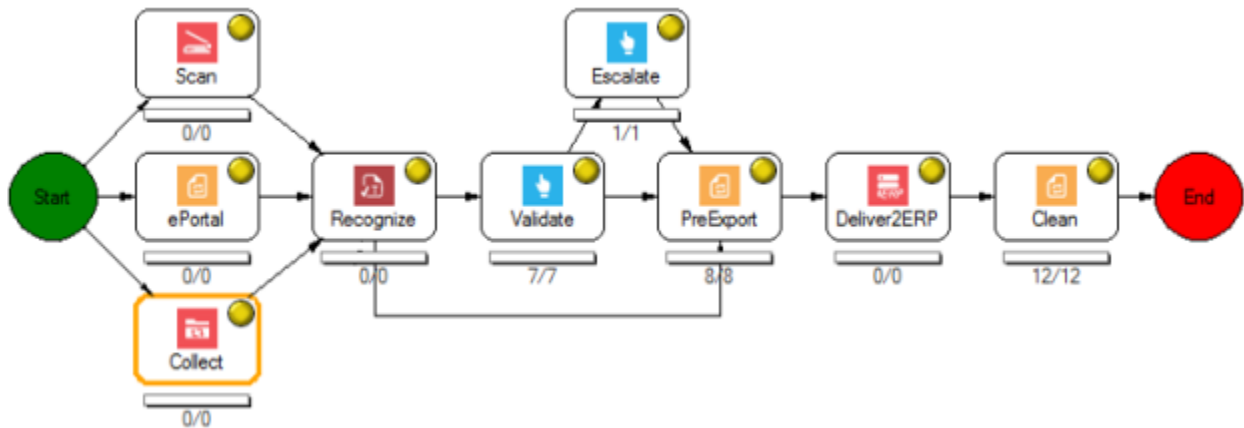 Scan
0/0
Escalate
1/1
Start
ePortal
0/0
Recognize
0/0
Validate
7/7
PreExport
8/8
Deliver2ERP
0/0
Clean
12/12
End
Collect
0/0